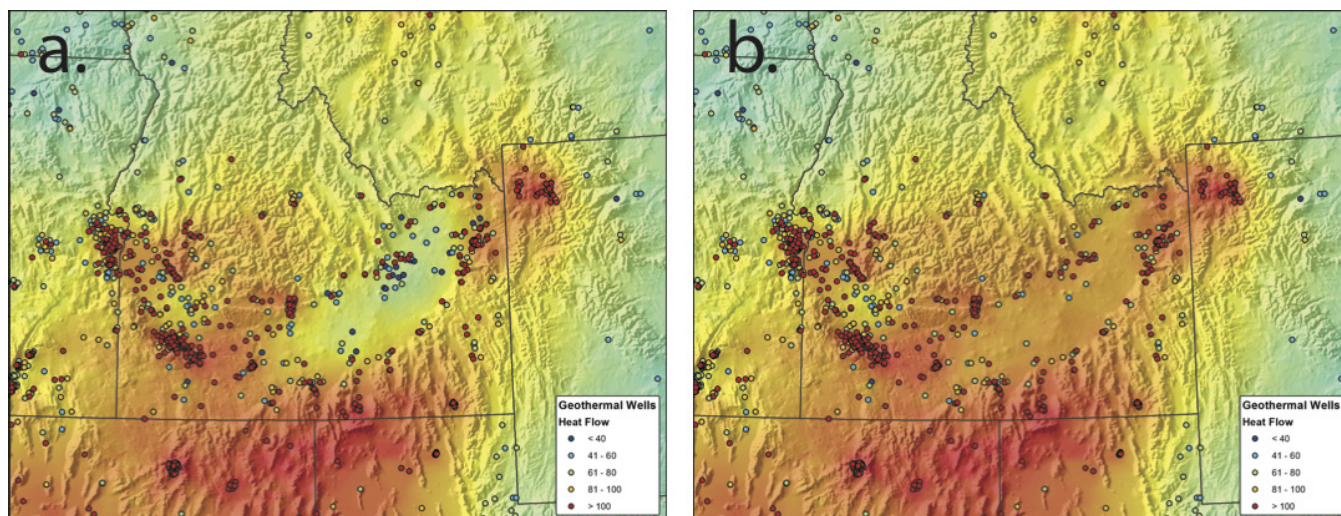 a.
Geothermal Wells
Heat Flow
< 40
41 - 60
61 - 80
81 - 100
> 100
b.
Geothermal Wells
Heat Flow
< 40
41 - 60
61 - 80
81 - 100
> 100